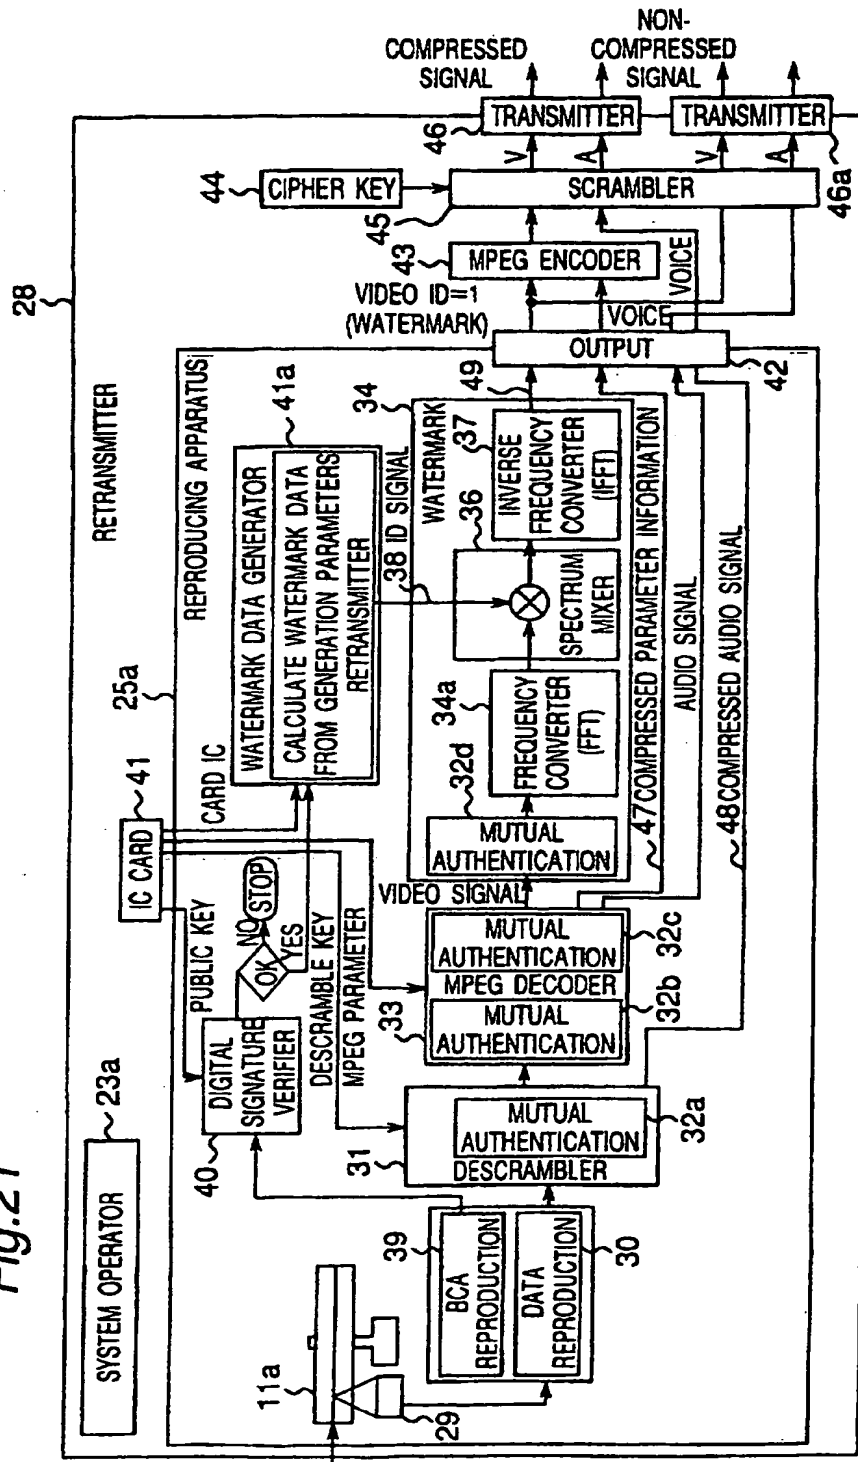 Fig.21
RETRANSMITTER
28
SYSTEM OPERATOR
23a
REPRODUCING APPARATUS
25a
IC CARD
41
PUBLIC KEY
CARD IC
DESCRAMBLE KEY
MPEG PARAMETER
11a
29
BCA
REPRODUCTION
39
DATA
REPRODUCTION
30
DIGITAL
SIGNATURE
VERIFIER
40
OK
NO
STOP
YES
MUTUAL
AUTHENTICATION
32a
DESCRAMBLER
31
33
MUTUAL
AUTHENTICATION
32b
MPEG DECODER
MUTUAL
AUTHENTICATION
32c
VIDEO SIGNAL
WATERMARK DATA GENERATOR
41a
CALCULATE WATERMARK DATA
FROM GENERATION PARAMETERS
RETRANSMITTER
38 ID SIGNAL
WATERMARK
34
MUTUAL
AUTHENTICATION
32d
FREQUENCY
CONVERTER
(FFT)
34a
SPECTRUM
MIXER
36
INVERSE
FREQUENCY
CONVERTER
(IFFT)
37
49
47 COMPRESSED PARAMETER INFORMATION
AUDIO SIGNAL
48 COMPRESSED AUDIO SIGNAL
OUTPUT
42
VIDEO ID=1
(WATERMARK)
VOICE
VOICE
MPEG ENCODER
43
CIPHER KEY
44
SCRAMBLER
45
V
A
V
A
TRANSMITTER
46
TRANSMITTER
46a
COMPRESSED
SIGNAL
NON-
COMPRESSED
SIGNAL